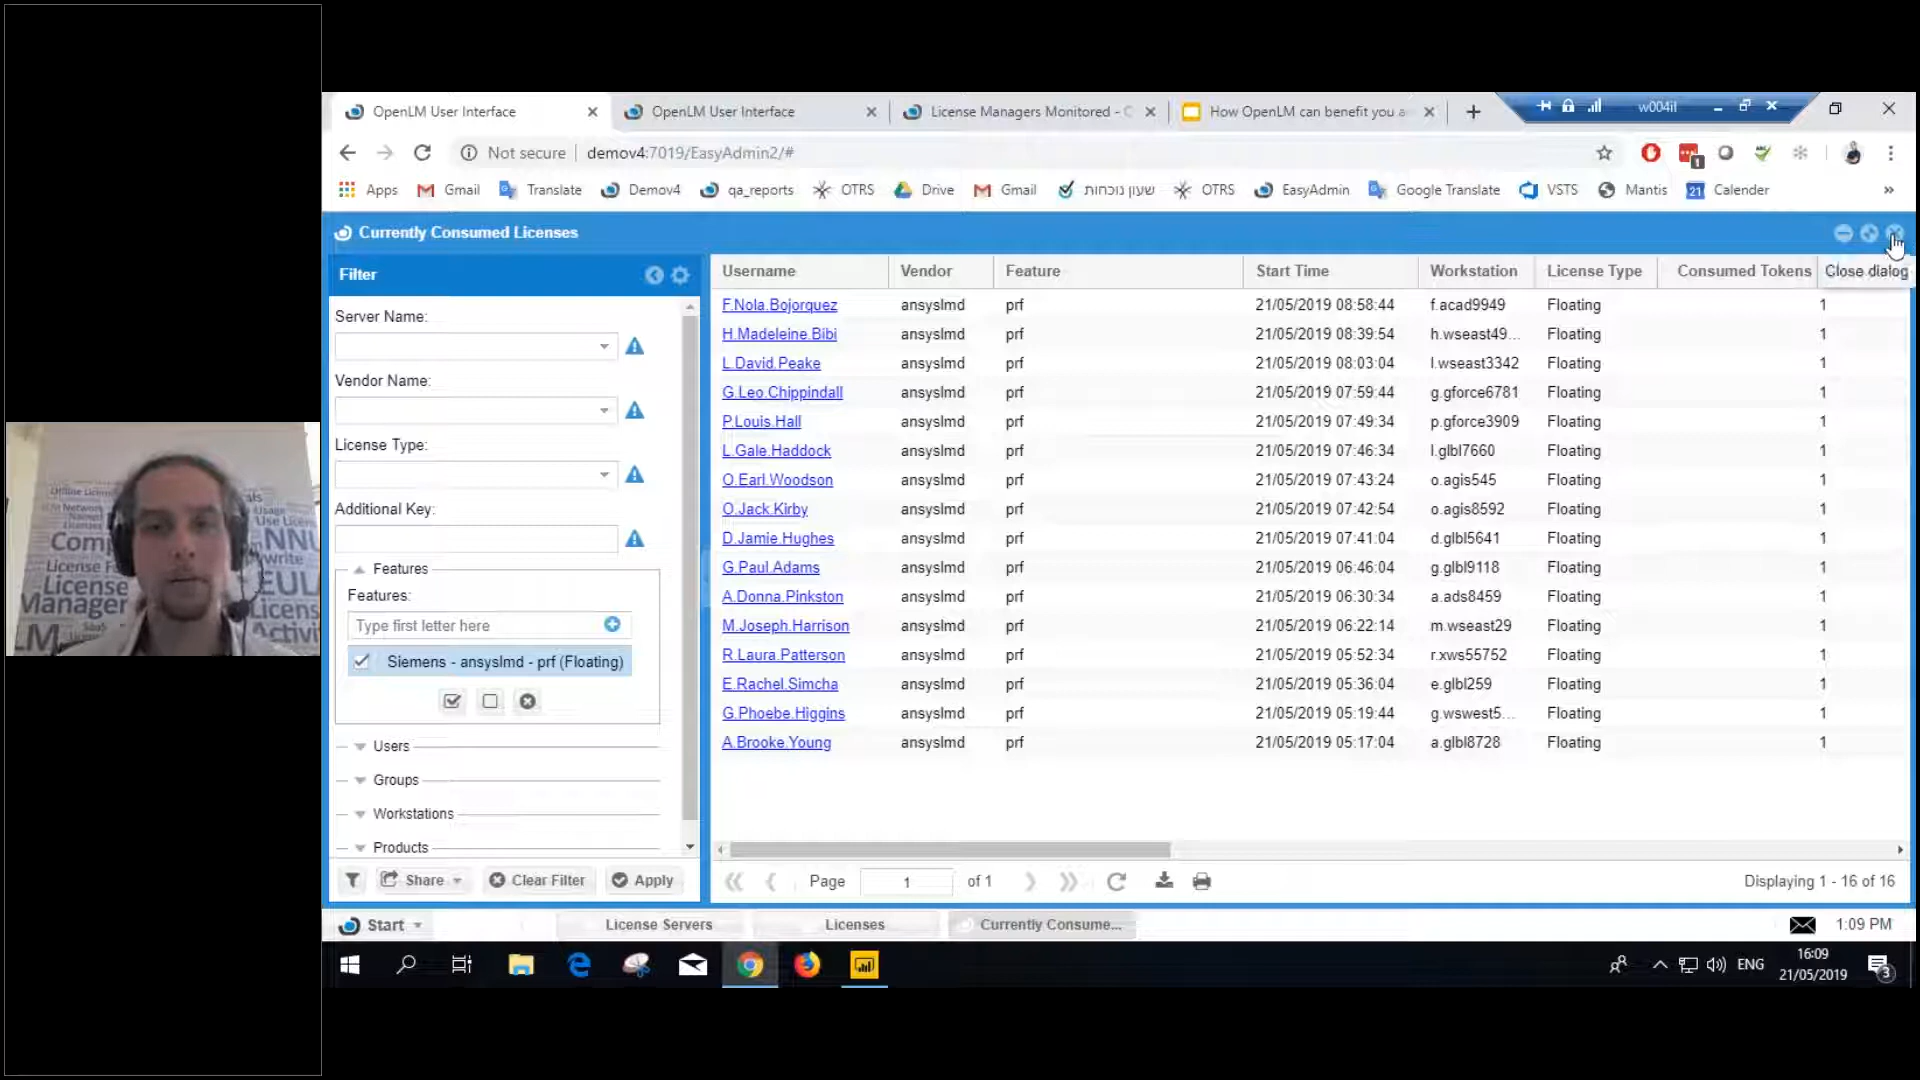 OpenLM User Interface
OpenLM User Interface
License Managers Monitored - O
How OpenLM can benefit you a
w004il
Not secure
demov4:7019/EasyAdmin2/#
1
Apps
Gmail
Translate
Demov4
qa_reports
OTRS
Drive
Gmail
שעון נוכחות
OTRS
EasyAdmin
Google Translate
VSTS
Mantis
21
Calender
»
Currently Consumed Licenses
Filter
Server Name:
Vendor Name:
License Type:
Additional Key:
Features
Features:
Type first letter here
Siemens - ansyslmd - prf (Floating)
Users
Groups
Workstations
Products
Share
Clear Filter
Apply
Username Vendor Feature Start Time Workstation License Type Consumed Tokens Close dialog
F.Nola.Bojorquez ansyslmd prf 21/05/2019 08:58:44 f.acad9949 Floating 1
H.Madeleine.Bibi ansyslmd prf 21/05/2019 08:39:54 h.wseast49... Floating 1
L.David.Peake ansyslmd prf 21/05/2019 08:03:04 l.wseast3342 Floating 1
G.Leo.Chippindall ansyslmd prf 21/05/2019 07:59:44 g.gforce6781 Floating 1
P.Louis.Hall ansyslmd prf 21/05/2019 07:49:34 p.gforce3909 Floating 1
L.Gale.Haddock ansyslmd prf 21/05/2019 07:46:34 l.glbl7660 Floating 1
O.Earl.Woodson ansyslmd prf 21/05/2019 07:43:24 o.agis545 Floating 1
O.Jack.Kirby ansyslmd prf 21/05/2019 07:42:54 o.agis8592 Floating 1
D.Jamie.Hughes ansyslmd prf 21/05/2019 07:41:04 d.glbl5641 Floating 1
G.Paul.Adams ansyslmd prf 21/05/2019 06:46:04 g.glbl9118 Floating 1
A.Donna.Pinkston ansyslmd prf 21/05/2019 06:30:34 a.ads8459 Floating 1
M.Joseph.Harrison ansyslmd prf 21/05/2019 06:22:14 m.wseast29 Floating 1
R.Laura.Patterson ansyslmd prf 21/05/2019 05:52:34 r.xws55752 Floating 1
E.Rachel.Simcha ansyslmd prf 21/05/2019 05:36:04 e.glbl259 Floating 1
G.Phoebe.Higgins ansyslmd prf 21/05/2019 05:19:44 g.wswest5... Floating 1
A.Brooke.Young ansyslmd prf 21/05/2019 05:17:04 a.glbl8728 Floating 1
Page 1 of 1
Displaying 1 - 16 of 16
Start
License Servers
Licenses
Currently Consume...
1:09 PM
ENG
16:09
21/05/2019
3
License
Manager
EULA